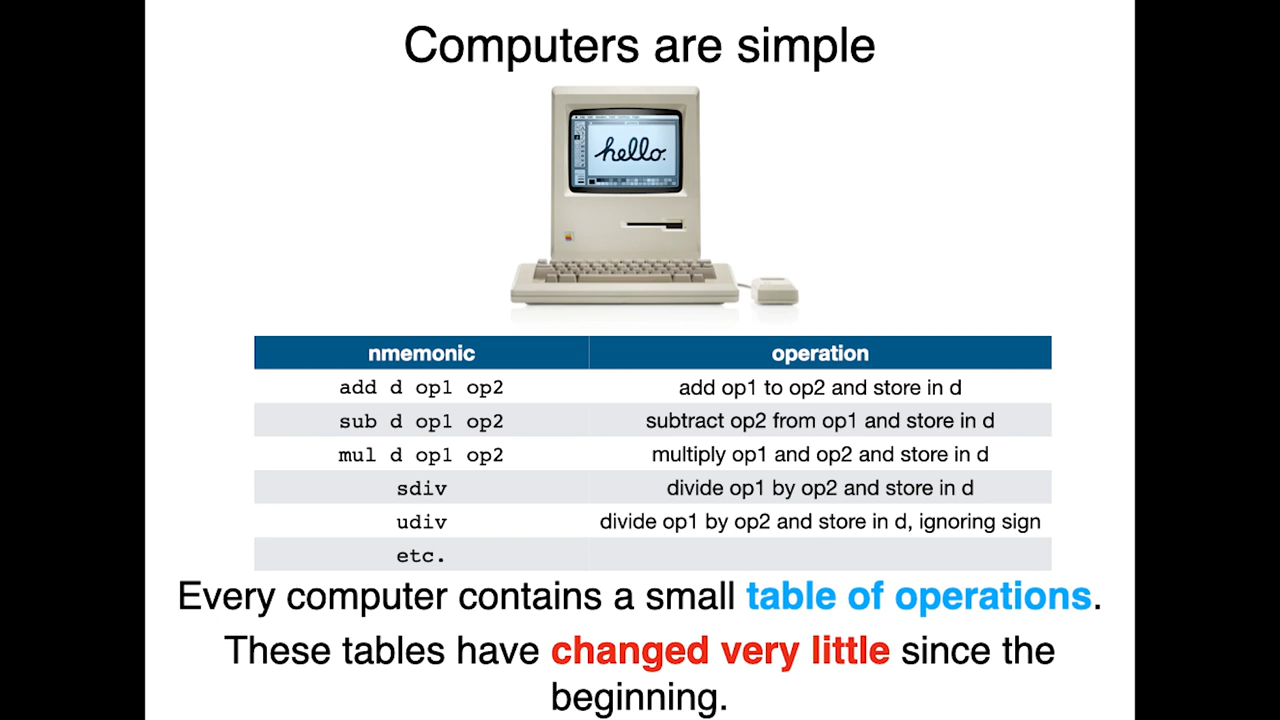 Computers are simple
hello.
nmemonic operation
add d op1 op2 add op1 to op2 and store in d
sub d op1 op2 subtract op2 from op1 and store in d
mul d op1 op2 multiply op1 and op2 and store in d
sdiv divide op1 by op2 and store in d
udiv divide op1 by op2 and store in d, ignoring sign
etc.
Every computer contains a small table of operations.
These tables have changed very little since the
beginning.